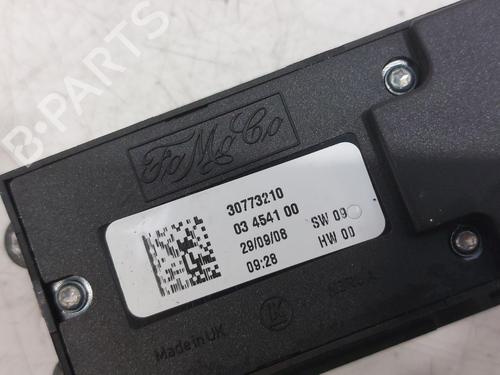 FoMoCo
30773210
03 4541 00
29/09/08
09:28
SW 09
HW 00
Made in UK
B-PARTS